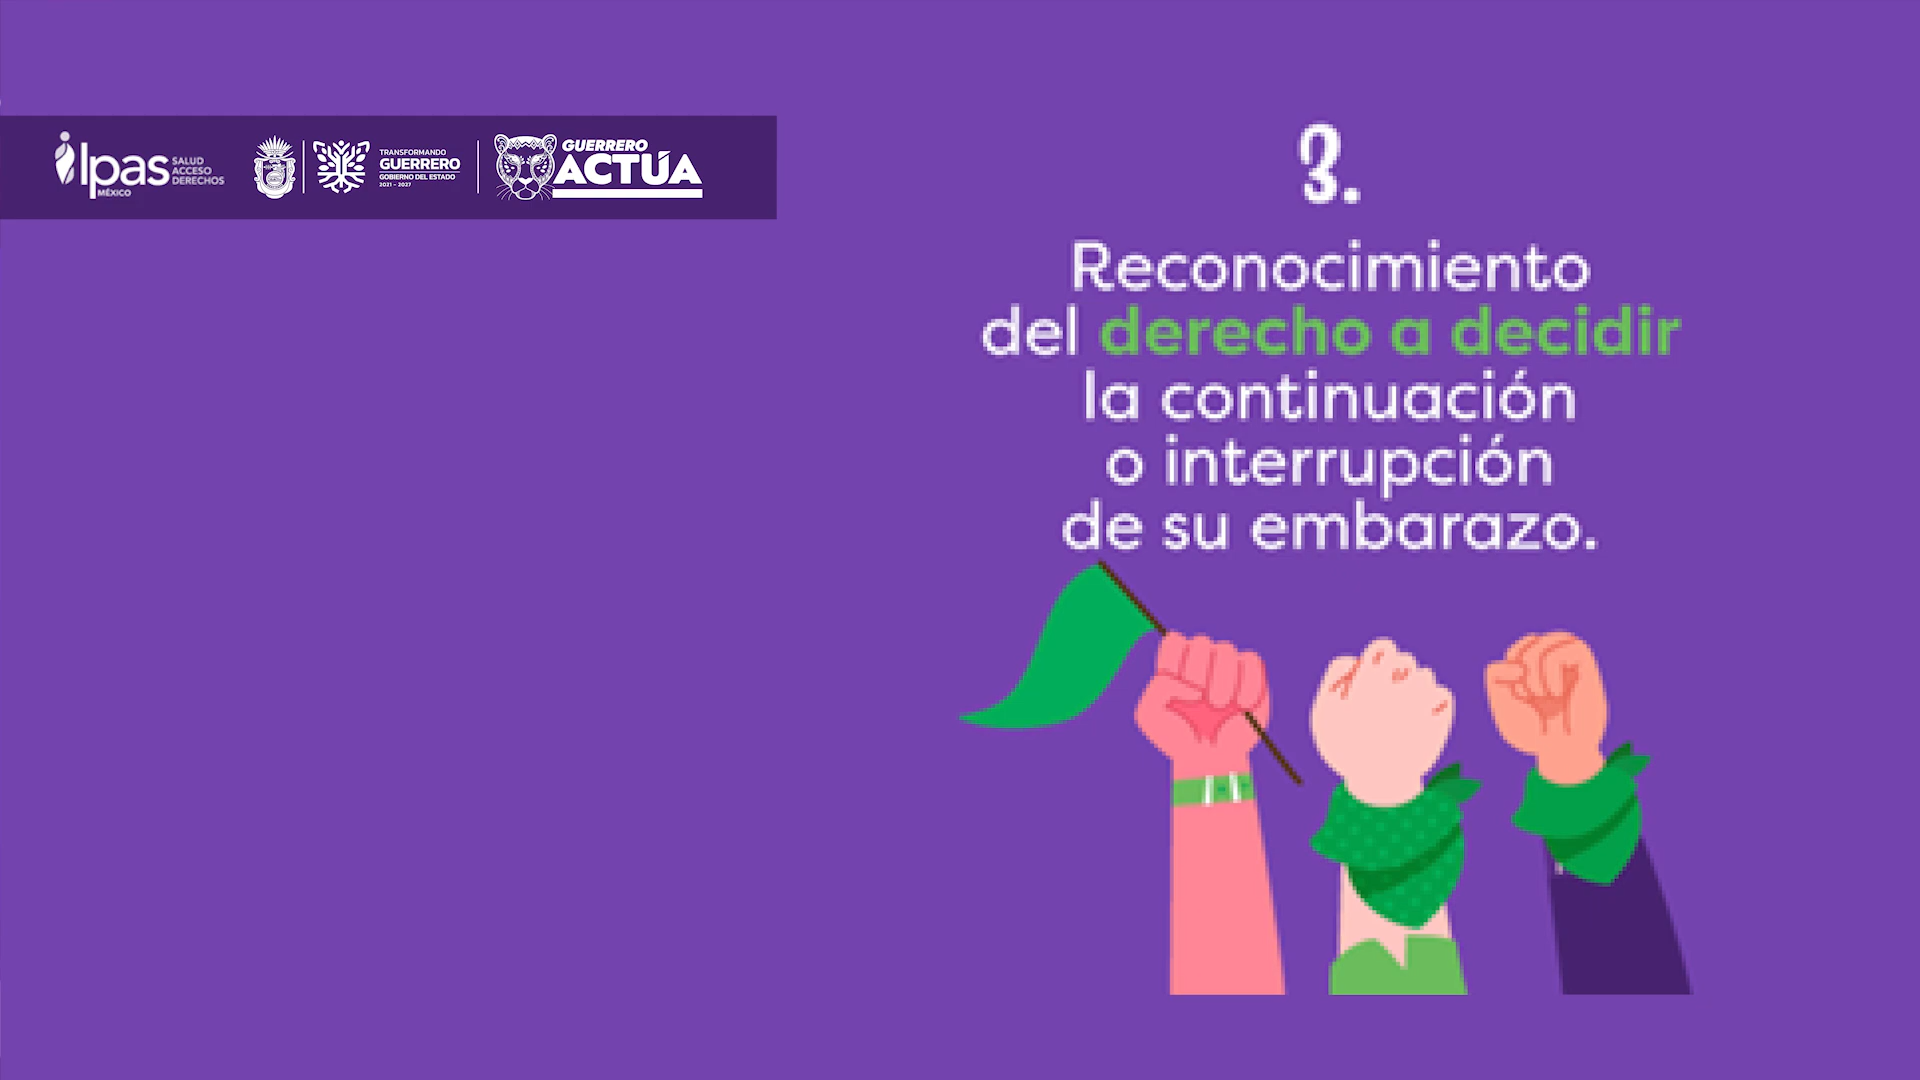 Ipas
MÉXICO
SALUD
ACCESO
DERECHOS
TRANSFORMANDO
GUERRERO
GOBIERNO DEL ESTADO
2021 - 2027
GUERRERO
ACTÚA
3.
Reconocimiento
del derecho a decidir
la continuación
o interrupción
de su embarazo.